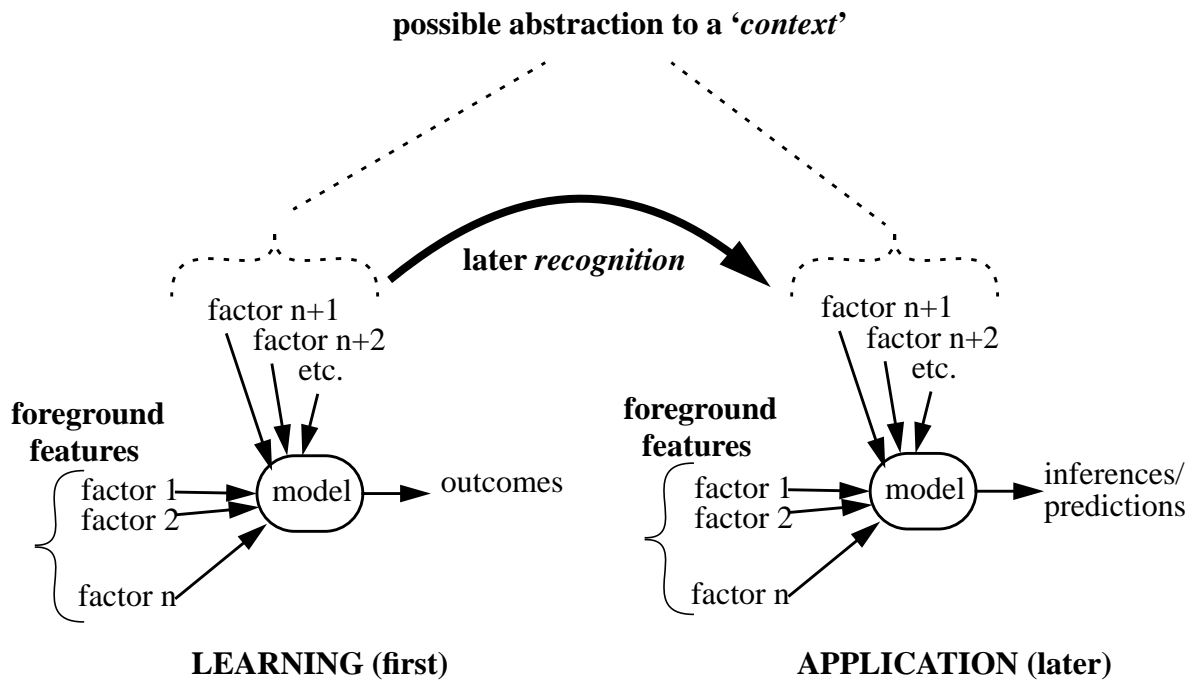 possible abstraction to a ‘context’
later recognition
factor n+1
factor n+2
etc.
foreground
features
factor 1
factor 2
factor n
model
outcomes
LEARNING (first)
factor n+1
factor n+2
etc.
foreground
features
factor 1
factor 2
factor n
model
inferences/
predictions
APPLICATION (later)